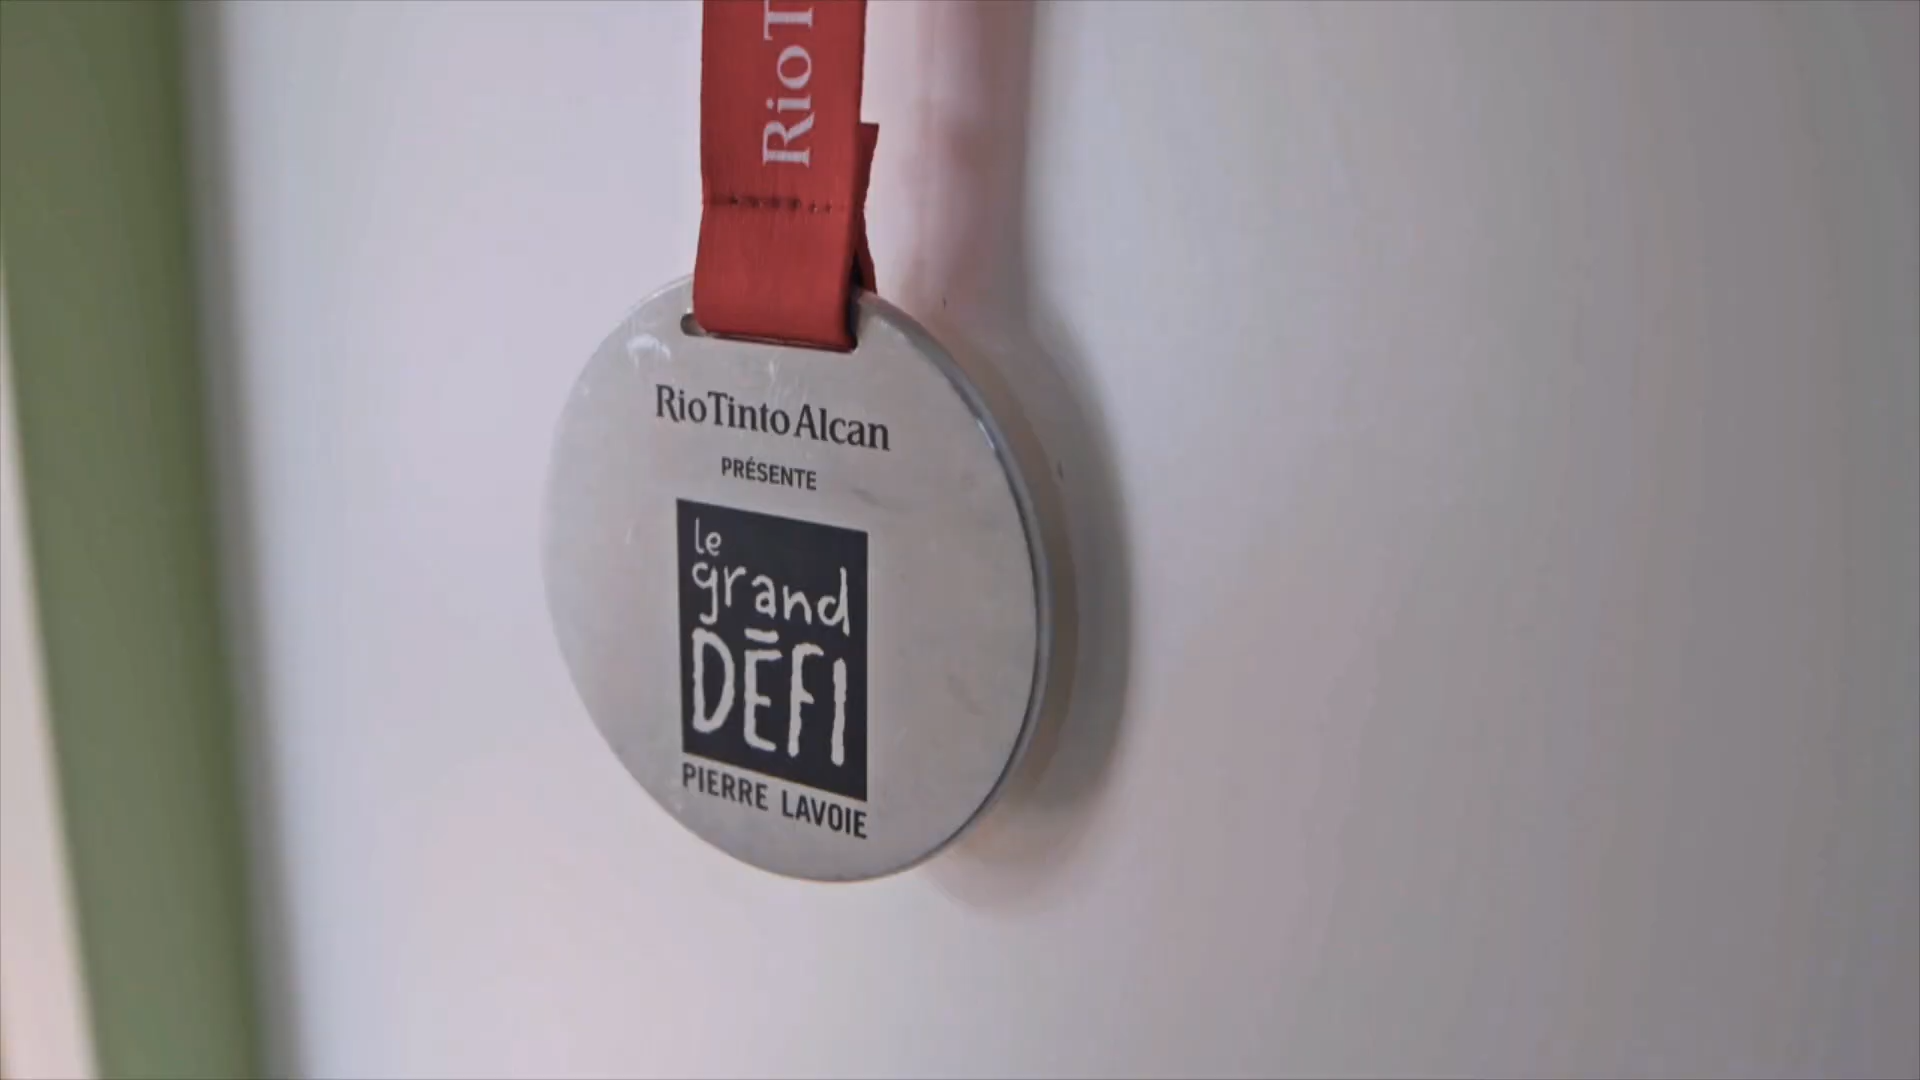 RioT
RioTinto Alcan
PRÉSENTE
le
grand
DÉFI
PIERRE LAVOIE